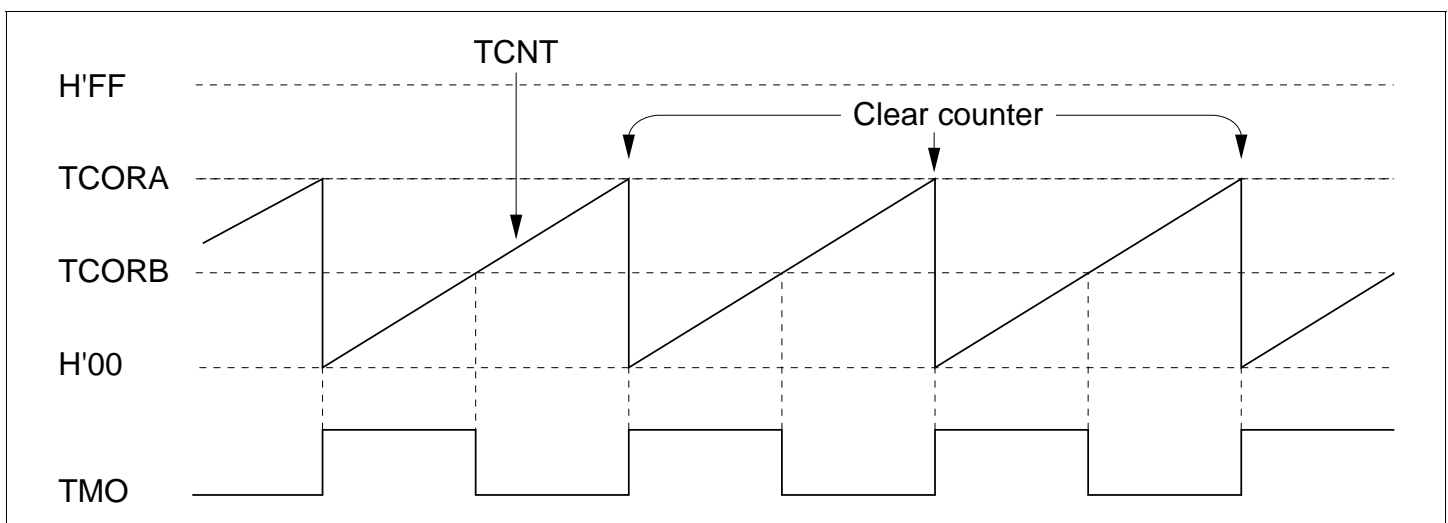 TCNT
H'FF
Clear counter
TCORA
TCORB
H'00
TMO